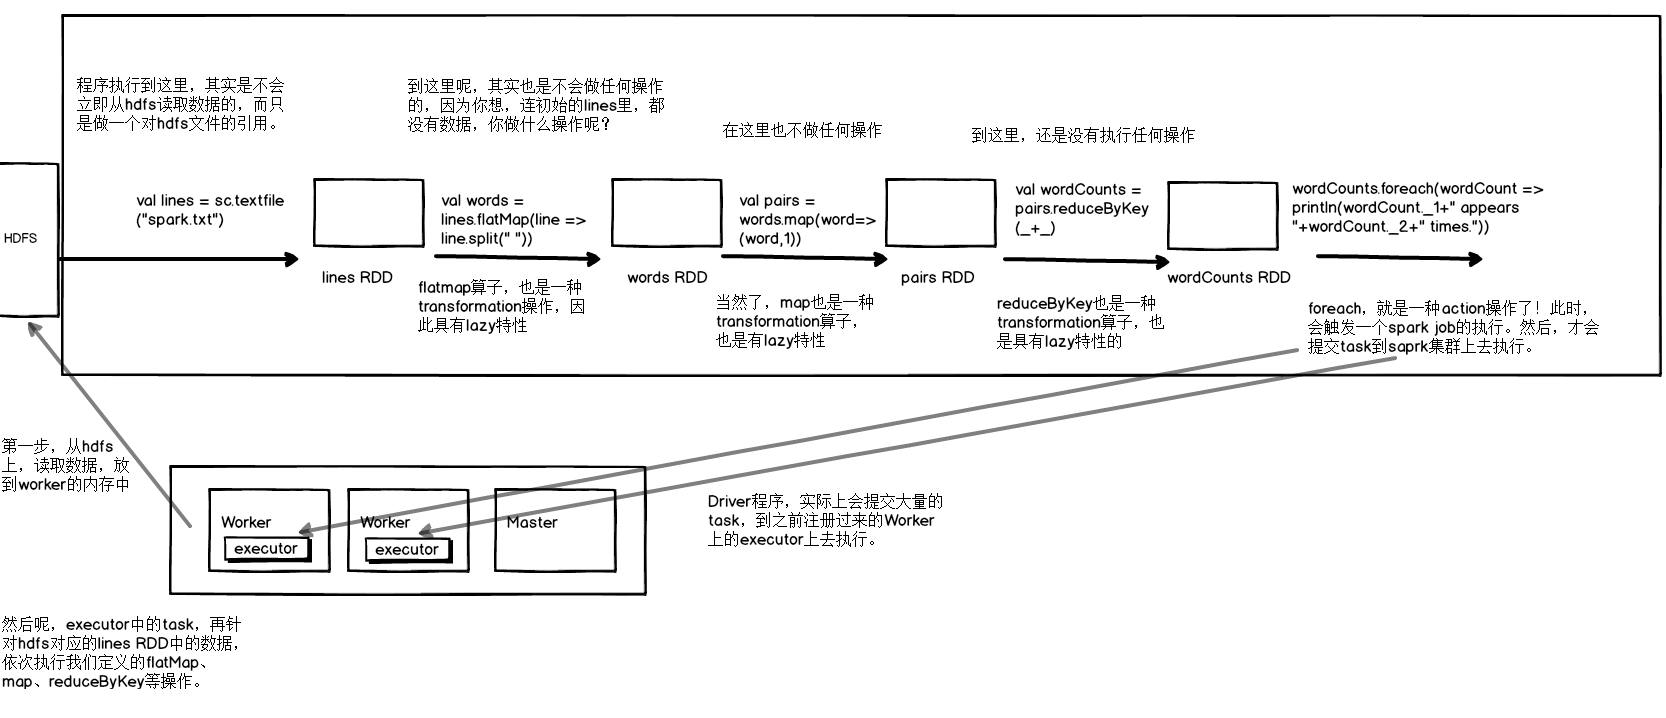 程序执行到这里，其实是不会
立即从hdfs读取数据的，而只
是做一个对hdfs文件的引用。
到这里呢，其实也是不会做任何操作
的，因为你想，连初始的lines里，都
没有数据，你做什么操作呢？
在这里也不做任何操作
到这里，还是没有执行任何操作
HDFS
val lines = sc.textfile
("spark.txt")
lines RDD
val words =
lines.flatMap(line =>
line.split(" "))
words RDD
val pairs =
words.map(word=>
(word,1))
pairs RDD
val wordCounts =
pairs.reduceByKey
(_+_)
wordCounts RDD
wordCounts.foreach(wordCount =>
println(wordCount._1+" appears
"+wordCount._2+" times."))
flatmap算子，也是一种
transformation操作，因
此具有lazy特性
当然了，map也是一种
transformation算子，
也是有lazy特性
reduceByKey也是一种
transformation算子，也
是具有lazy特性的
foreach，就是一种action操作了！此时，
会触发一个spark job的执行。然后，才会
提交task到saprk集群上去执行。
第一步，从hdfs
上，读取数据，放
到worker的内存中
Worker
executor
Worker
executor
Master
Driver程序，实际上会提交大量的
task，到之前注册过来的Worker
上的executor上去执行。
然后呢，executor中的task，再针
对hdfs对应的lines RDD中的数据，
依次执行我们定义的flatMap、
map、reduceByKey等操作。